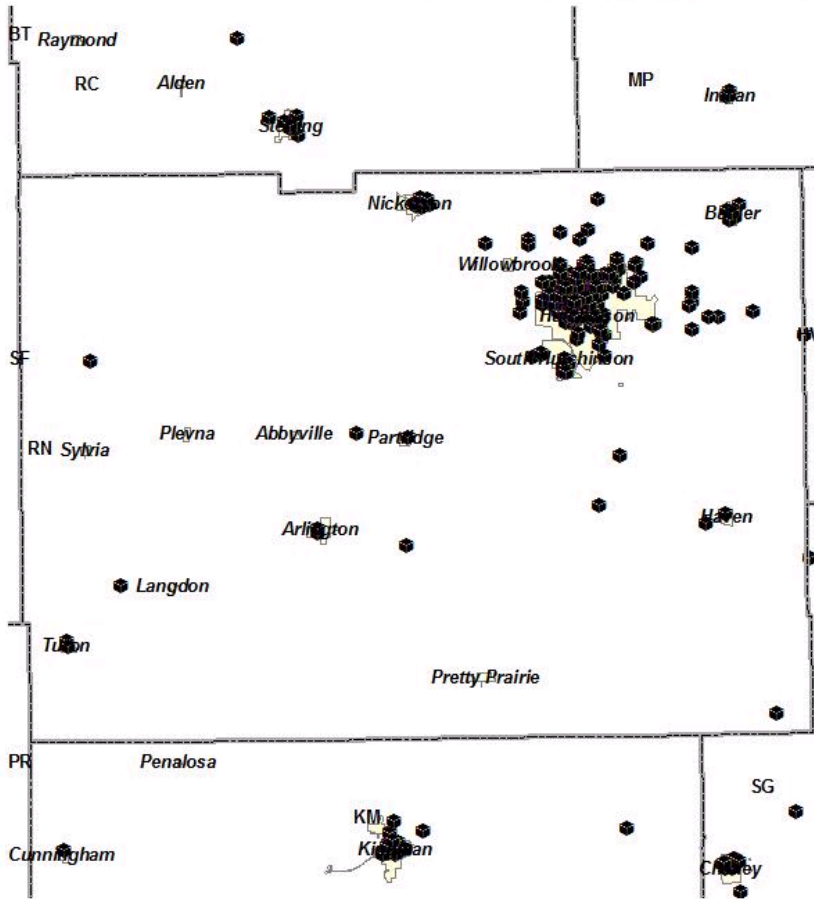 BT
Raymond
RC
Alden
MP
Inman
Sterling
Nickerson
Buhler
Willowbrook
Hutchinson
HV
SF
South Hutchinson
Plevna
Abbyville
Partridge
RN
Sylvia
Arlington
Haven
Langdon
Turon
Pretty Prairie
PR
Penalosa
SG
KM
Kingman
Cunningham
Cheney